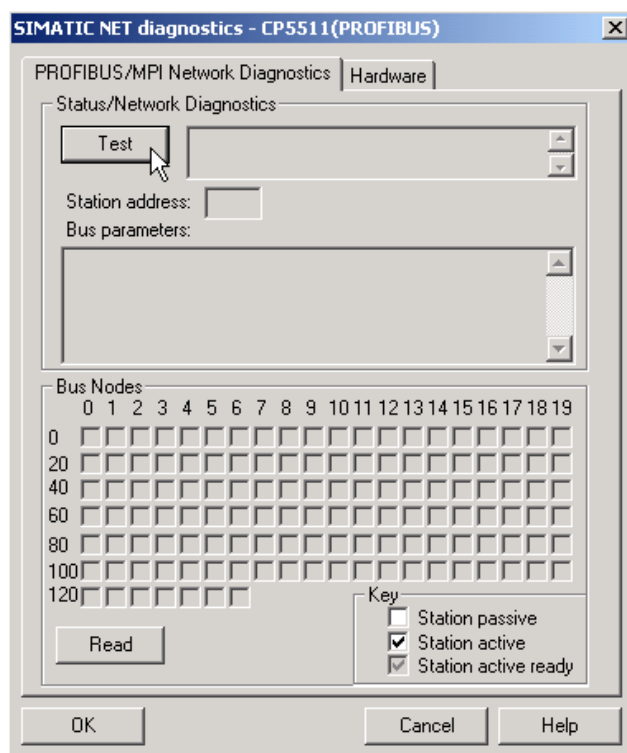 SIMATIC NET diagnostics - CP5511(PROFIBUS)
PROFIBUS/MPI Network Diagnostics Hardware
Status/Network Diagnostics
Test
Station address:
Bus parameters:
Bus Nodes
0 1 2 3 4 5 6 7 8 9 10 11 12 13 14 15 16 17 18 19
0
20
40
60
80
100
120
Key
Station passive
Read
Station active
Station active ready
OK Cancel Help